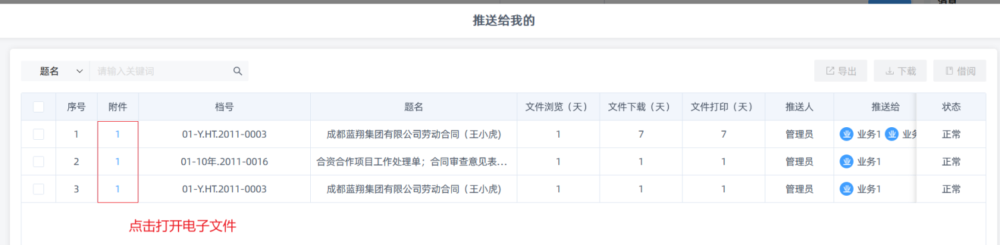 消息
推送给我的
题名 请输入关键词 导出 下载 借阅
序号 附件 档号 题名 文件浏览（天） 文件下载（天） 文件打印（天） 推送人 推送给 状态
1 1 01-Y.HT.2011-0003 成都蓝翔集团有限公司劳动合同（王小虎) 1 7 7 管理员 业 业务1 业 业务 正常
2 1 01-10年.2011-0016 合资合作项目工作处理单；合同审查意见表... 1 1 1 管理员 业 业务1 正常
3 1 01-Y.HT.2011-0003 成都蓝翔集团有限公司劳动合同（王小虎) 1 1 1 管理员 业 业务1 正常
点击打开电子文件